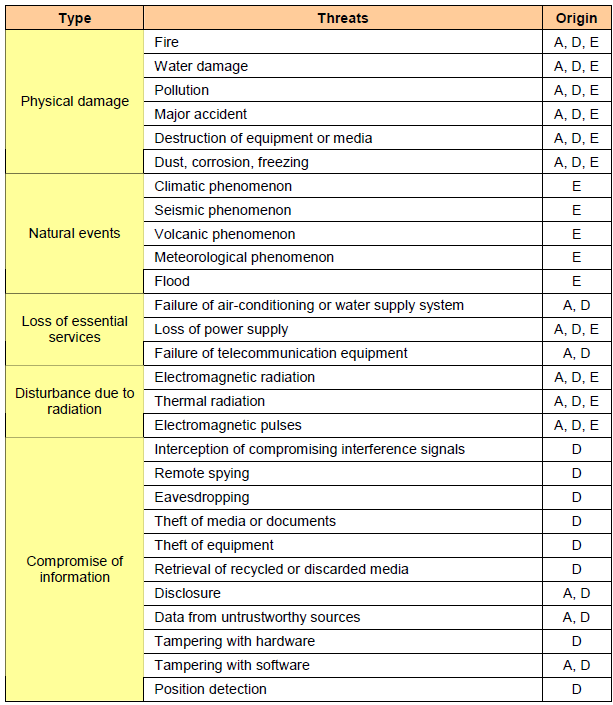 Type Threats Origin
Physical damage
Fire A, D, E
Water damage A, D, E
Pollution A, D, E
Major accident A, D, E
Destruction of equipment or media A, D, E
Dust, corrosion, freezing A, D, E
Natural events
Climatic phenomenon E
Seismic phenomenon E
Volcanic phenomenon E
Meteorological phenomenon E
Flood E
Loss of essential
services
Failure of air-conditioning or water supply system A, D
Loss of power supply A, D, E
Failure of telecommunication equipment A, D
Disturbance due to
radiation
Electromagnetic radiation A, D, E
Thermal radiation A, D, E
Electromagnetic pulses A, D, E
Compromise of
information
Interception of compromising interference signals D
Remote spying D
Eavesdropping D
Theft of media or documents D
Theft of equipment D
Retrieval of recycled or discarded media D
Disclosure A, D
Data from untrustworthy sources A, D
Tampering with hardware D
Tampering with software A, D
Position detection D